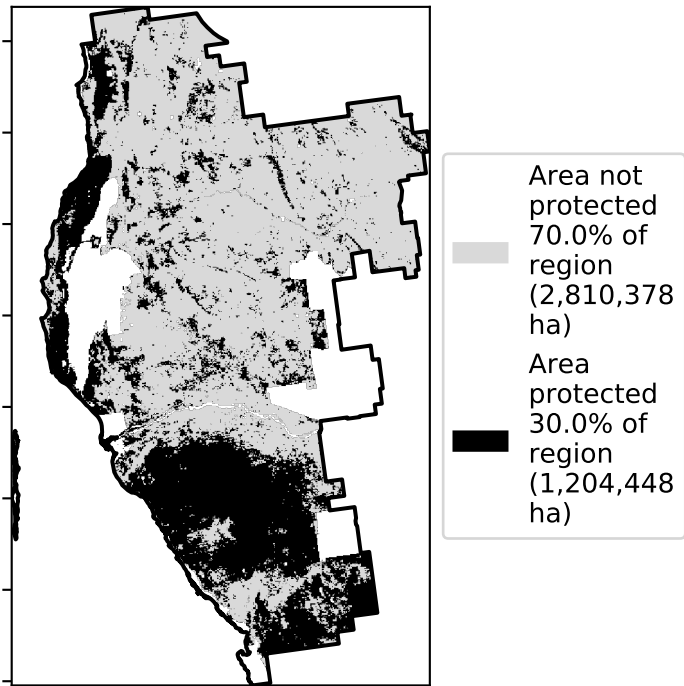 Area not
protected
70.0% of
region
(2,810,378
ha)
Area
protected
30.0% of
region
(1,204,448
ha)